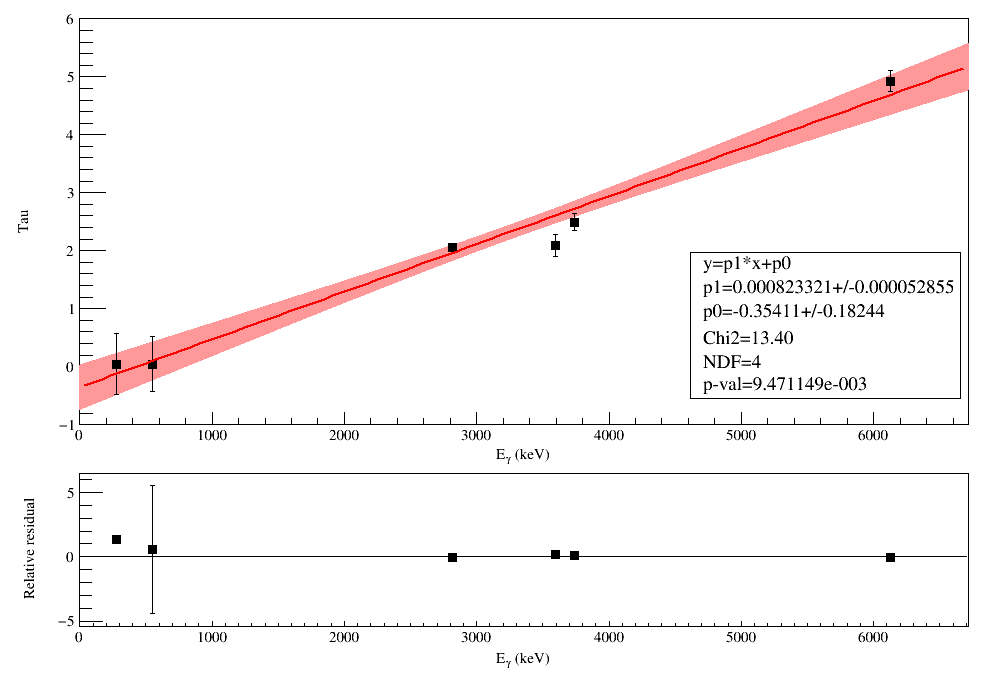 6
5
4
3
2
1
0
−1
Tau
0 1000 2000 3000 4000 5000 6000
Eγ (keV)
y=p1*x+p0
p1=0.000823321+/-0.000052855
p0=-0.35411+/-0.18244
Chi2=13.40
NDF=4
p-val=9.471149e-003
5
0
−5
Relative residual
0 1000 2000 3000 4000 5000 6000
Eγ (keV)